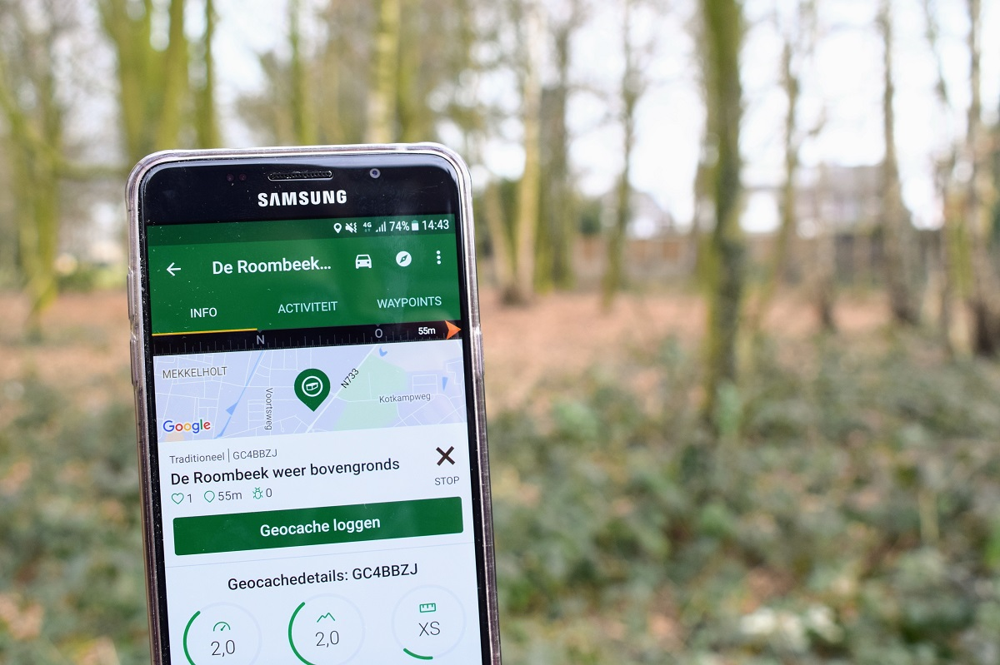 SAMSUNG
4G 74% 14:43
De Roombeek...
INFO ACTIVITEIT WAYPOINTS
N O 55m
MEKKELHOLT
N733
Voortsweg
Kotkampweg
Google
Traditioneel | GC4BBZJ
De Roombeek weer bovengronds
STOP
1 55m 0
Geocache loggen
Geocachedetails: GC4BBZJ
2,0 2,0 XS